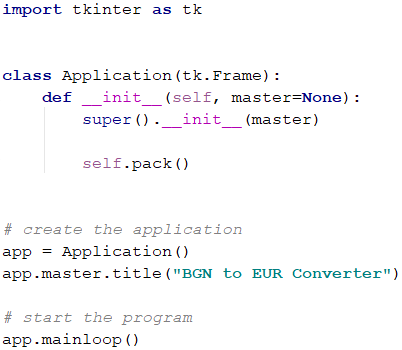 import tkinter as tk
class Application(tk.Frame):
    def __init__(self, master=None):
        super().__init__(master)
        self.pack()
# create the application
app = Application()
app.master.title("BGN to EUR Converter")
# start the program
app.mainloop()